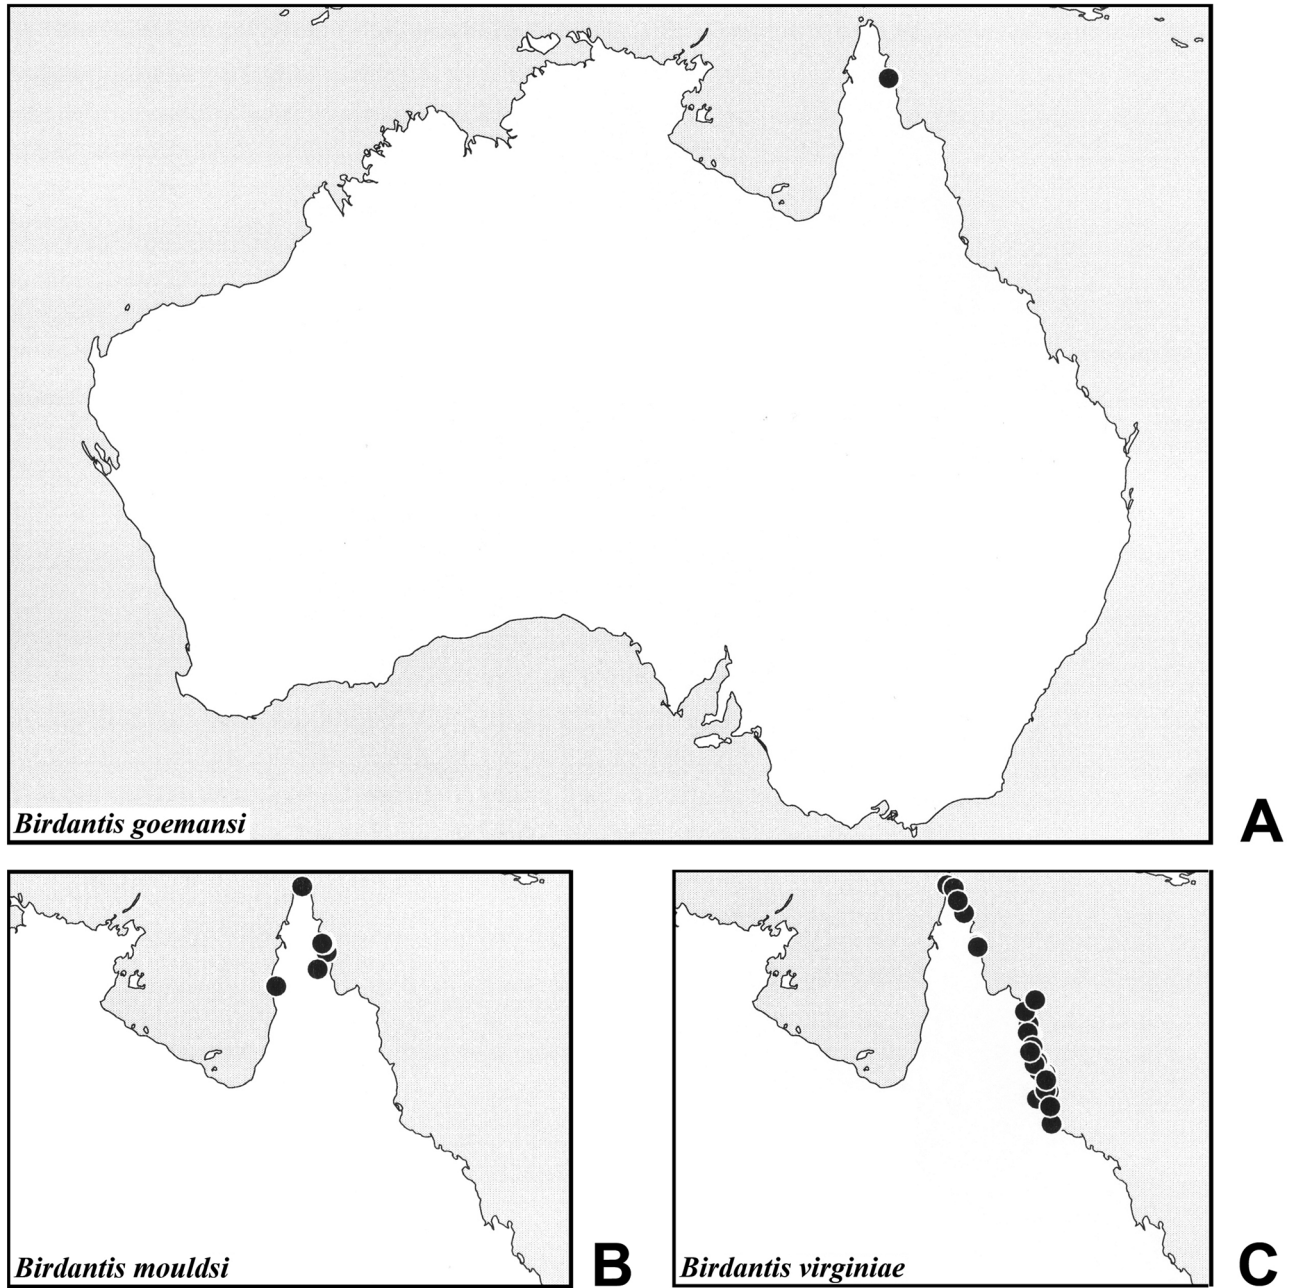 Birdantis goemansi
A
Birdantis mouldsi
B
Birdantis virginiae
C